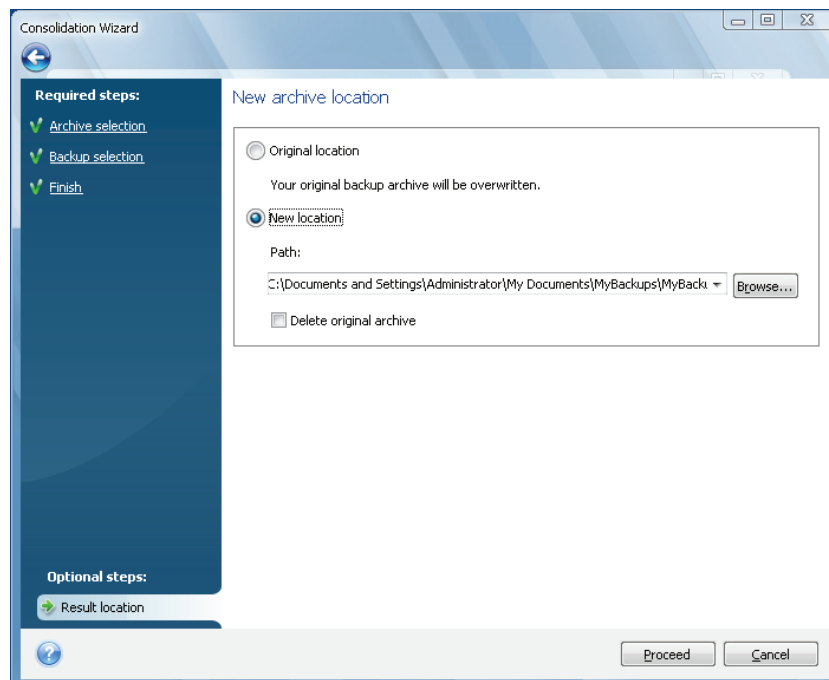 Consolidation Wizard
Required steps:
Archive selection
Backup selection
Finish
New archive location
Original location
Your original backup archive will be overwritten.
New location
Path:
C:\Documents and Settings\Administrator\My Documents\MyBackups\MyBacku
Browse...
Delete original archive
Optional steps:
Result location
Proceed
Cancel